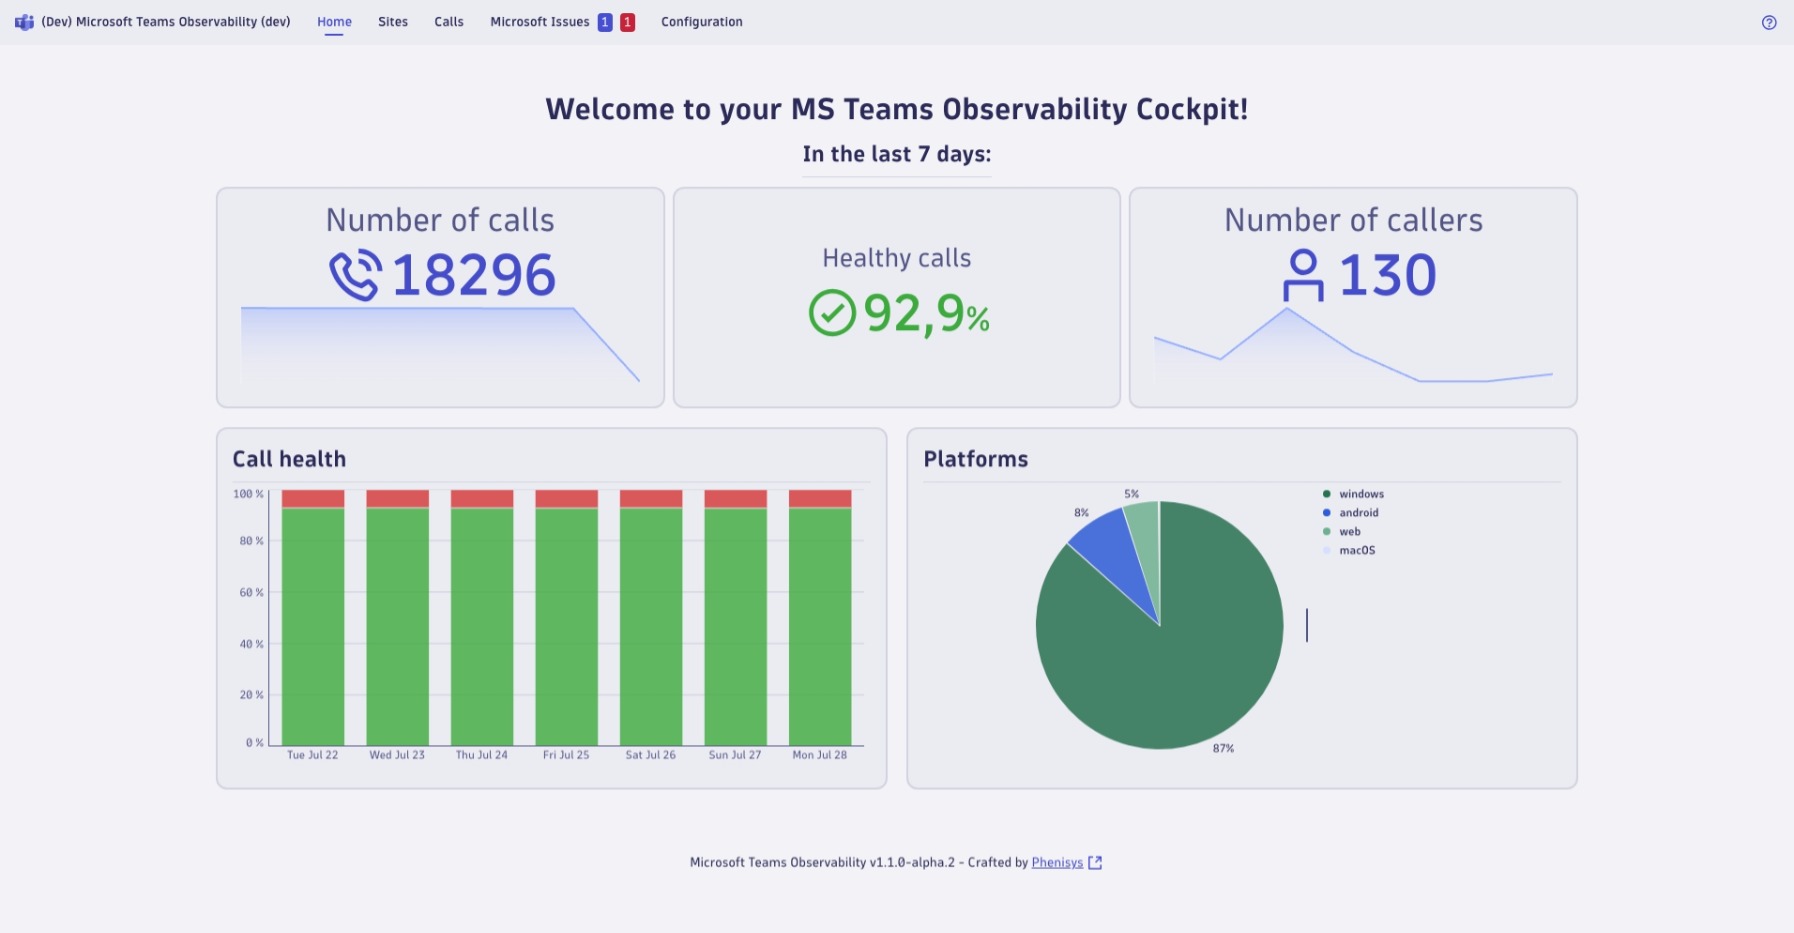 (Dev) Microsoft Teams Observability (dev) Home Sites Calls Microsoft Issues 1 1 Configuration
Welcome to your MS Teams Observability Cockpit!
In the last 7 days:
Number of calls
18296
Healthy calls
92,9%
Number of callers
130
Call health
100 %
80 %
60 %
40 %
20 %
0 %
Tue Jul 22 Wed Jul 23 Thu Jul 24 Fri Jul 25 Sat Jul 26 Sun Jul 27 Mon Jul 28
Platforms
5%
8%
87%
windows
android
web
macOS
Microsoft Teams Observability v1.1.0-alpha.2 - Crafted by Phenisys